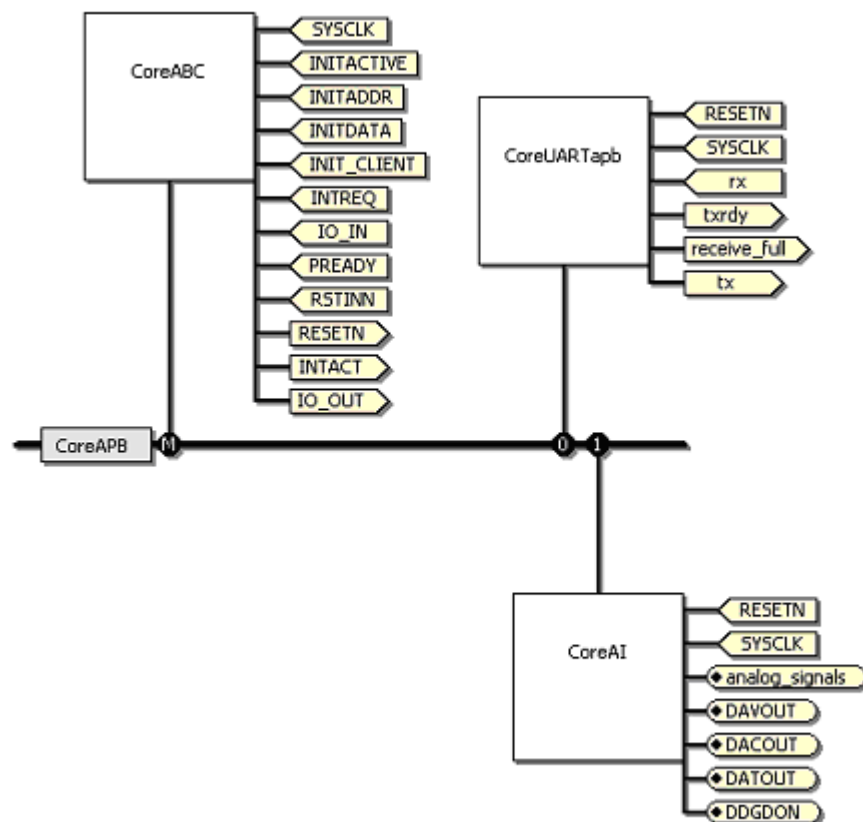 CoreABC
SYSCLK
INITACTIVE
INITADDR
INITDATA
INIT_CLIENT
INTREQ
IO_IN
PREADY
RSTINN
RESETN
INTACT
IO_OUT
CoreUARTapb
RESETN
SYSCLK
rx
txrdy
receive_full
tx
CoreAPB
M
0
1
CoreAI
RESETN
SYSCLK
analog_signals
DAVOUT
DACOUT
DATOUT
DDGDON